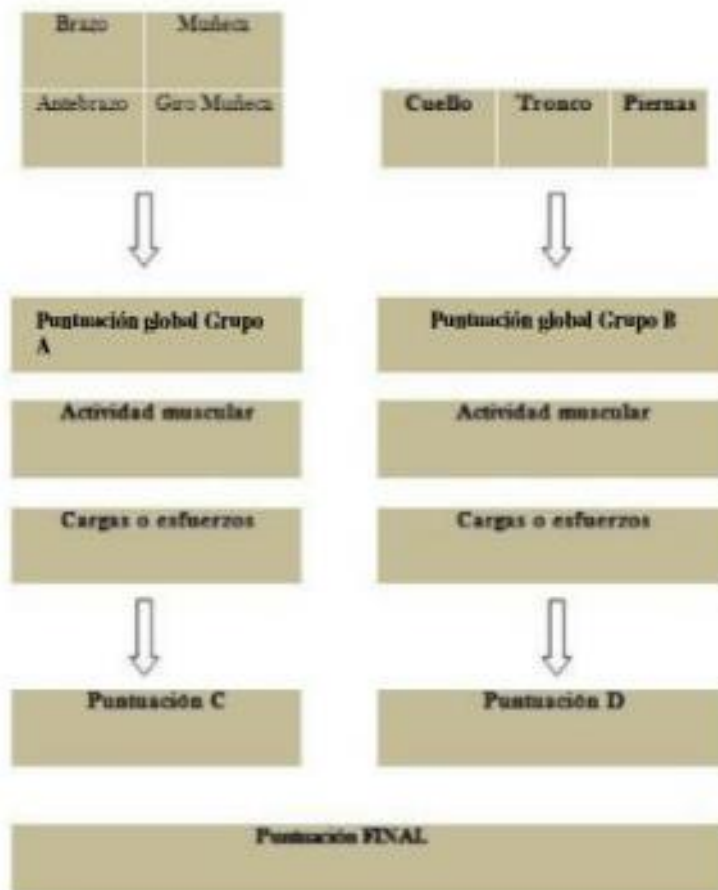 Brazo Muñeca
Antebrazo Giro Muñeca
Cuello Tronco Piernas
Puntuación global Grupo
A
Puntuación global Grupo B
Actividad muscular
Actividad muscular
Cargas o esfuerzos
Cargas o esfuerzos
Puntuación C
Puntuación D
Puntuación FINAL